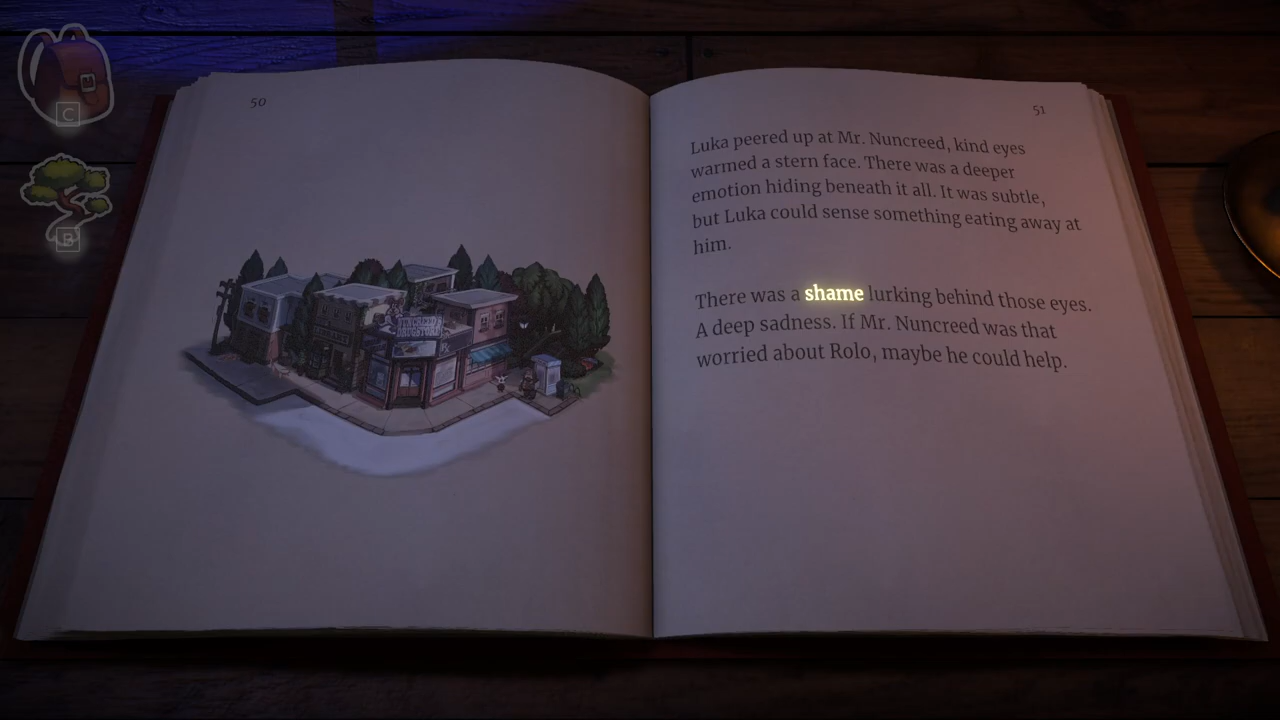 50
51
Luka peered up at Mr. Nuncreed, kind eyes
warmed a stern face. There was a deeper
emotion hiding beneath it all. It was subtle,
but Luka could sense something eating away at
him.
There was a shame lurking behind those eyes.
A deep sadness. If Mr. Nuncreed was that
worried about Rolo, maybe he could help.
C
B
NUNCREED
DRUGSTORE